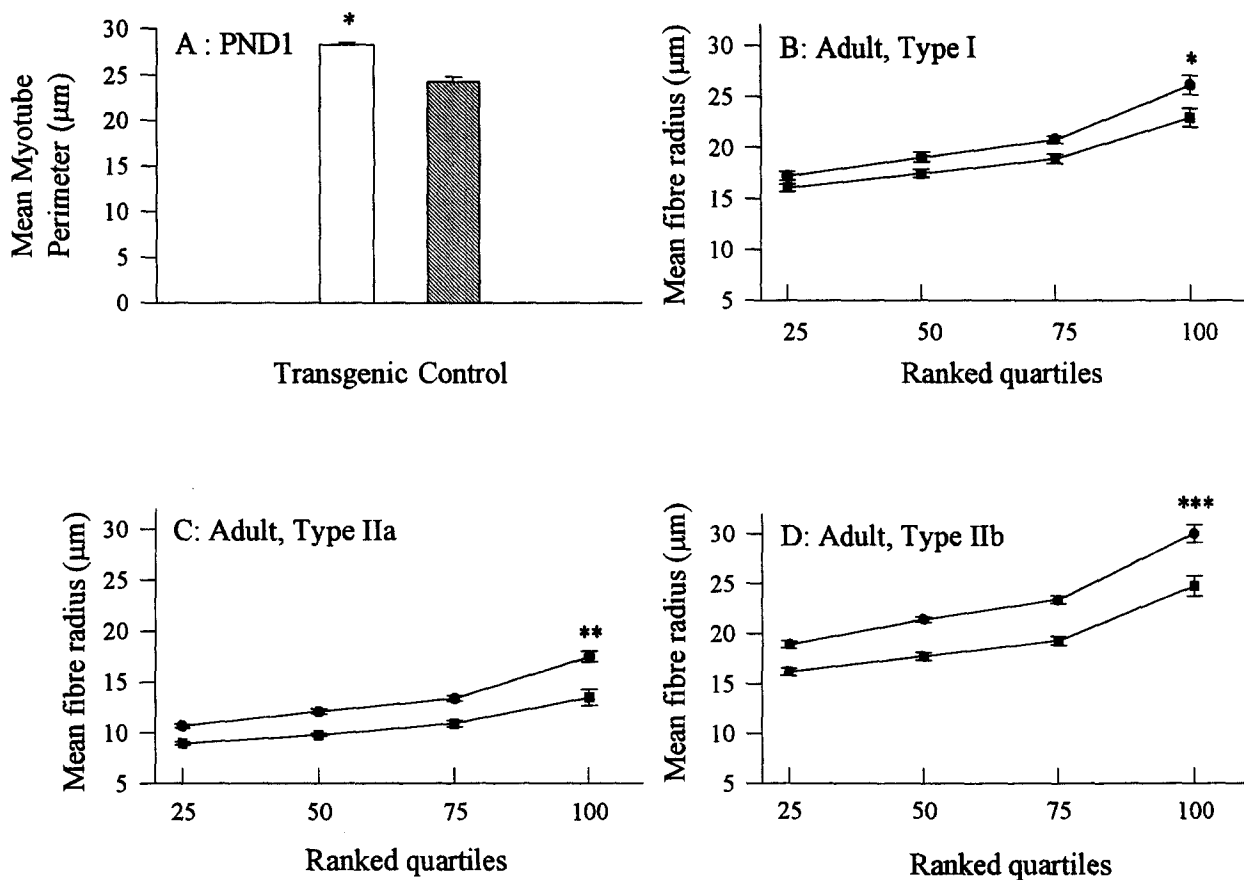 A : PND1
*
Mean Myotube
Perimeter (μm)
30
25
20
15
10
5
0
Transgenic Control
B: Adult, Type I
*
Mean fibre radius (μm)
30
25
20
15
10
5
25 50 75 100
Ranked quartiles
C: Adult, Type IIa
**
Mean fibre radius (μm)
30
25
20
15
10
5
25 50 75 100
Ranked quartiles
D: Adult, Type IIb
***
Mean fibre radius (μm)
30
25
20
15
10
5
25 50 75 100
Ranked quartiles